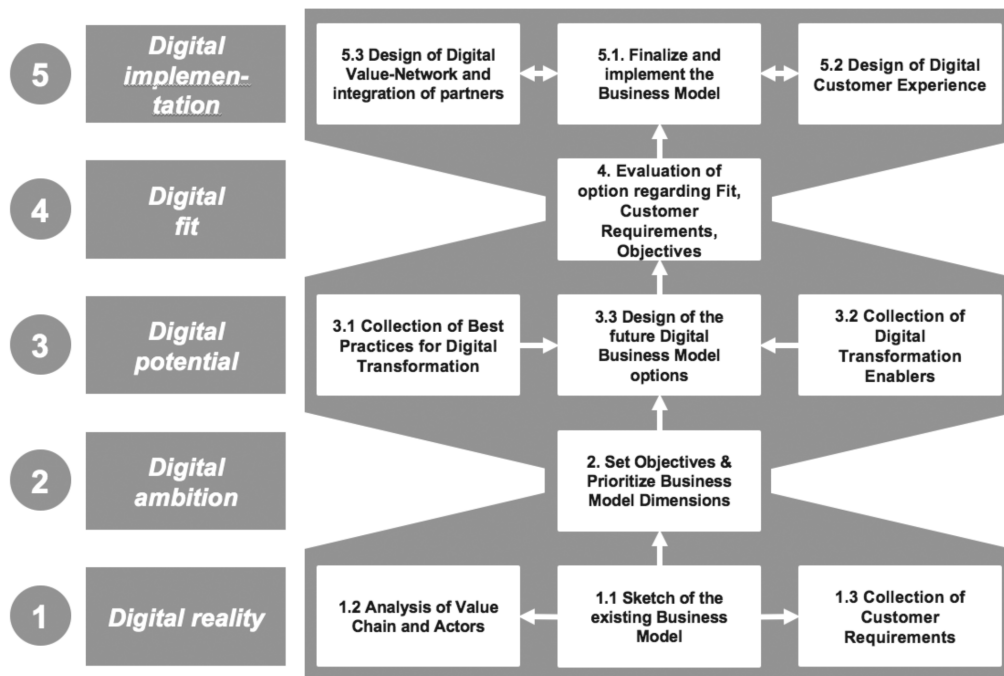 5
Digital
implemen-
tation
5.3 Design of Digital
Value-Network and
integration of partners
5.1. Finalize and
implement the
Business Model
5.2 Design of Digital
Customer Experience
4
Digital
fit
4. Evaluation of
option regarding Fit,
Customer
Requirements,
Objectives
3
Digital
potential
3.1 Collection of Best
Practices for Digital
Transformation
3.3 Design of the
future Digital
Business Model
options
3.2 Collection of
Digital
Transformation
Enablers
2
Digital
ambition
2. Set Objectives &
Prioritize Business
Model Dimensions
1
Digital reality
1.2 Analysis of Value
Chain and Actors
1.1 Sketch of the
existing Business
Model
1.3 Collection of
Customer
Requirements